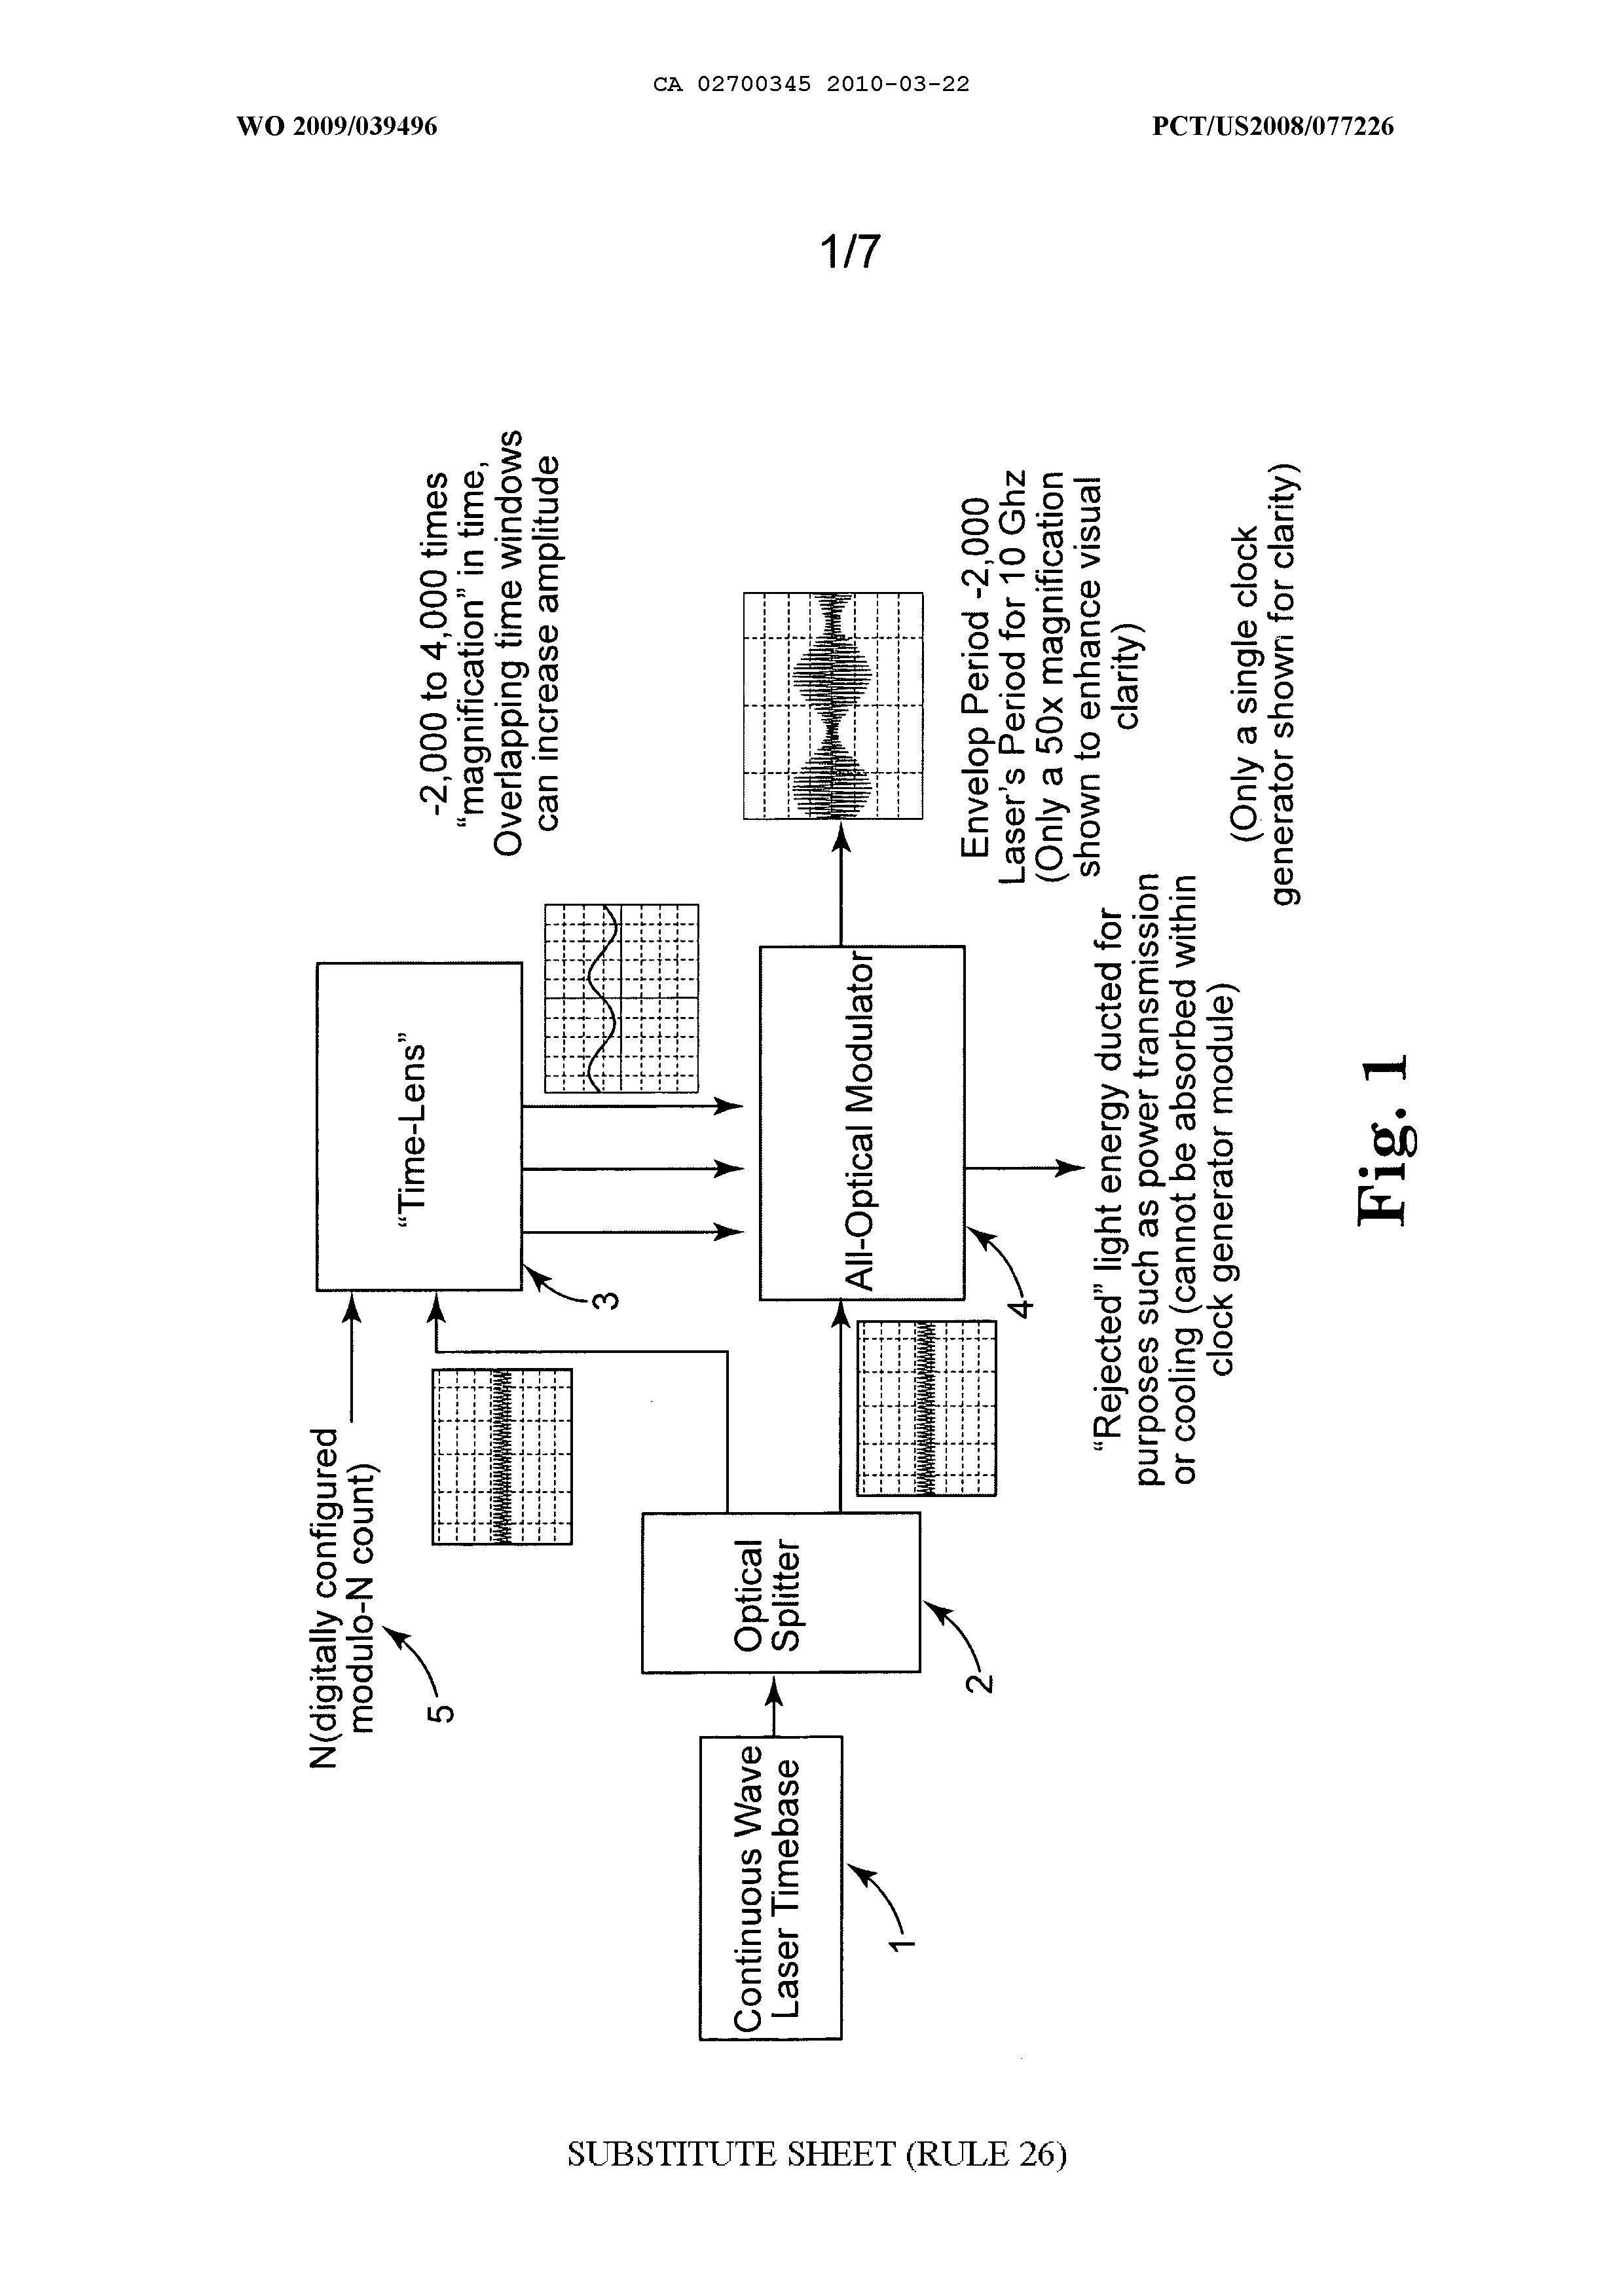 CA 02700345 2010-03-22
WO 2009/039496
PCT/US2008/077226
1/7
N(digitally configured
modulo-N count)
5
"Time-Lens"
3
-2,000 to 4,000 times
"magnification" in time,
Overlapping time windows
can increase amplitude
Continuous Wave
Laser Timebase
1
Optical
Splitter
2
All-Optical Modulator
4
Envelop Period -2,000
Laser's Period for 10 Ghz
(Only a 50x magnification
shown to enhance visual
clarity)
"Rejected" light energy ducted for
purposes such as power transmission
or cooling (cannot be absorbed within
clock generator module)
(Only a single clock
generator shown for clarity)
Fig. 1
SUBSTITUTE SHEET (RULE 26)